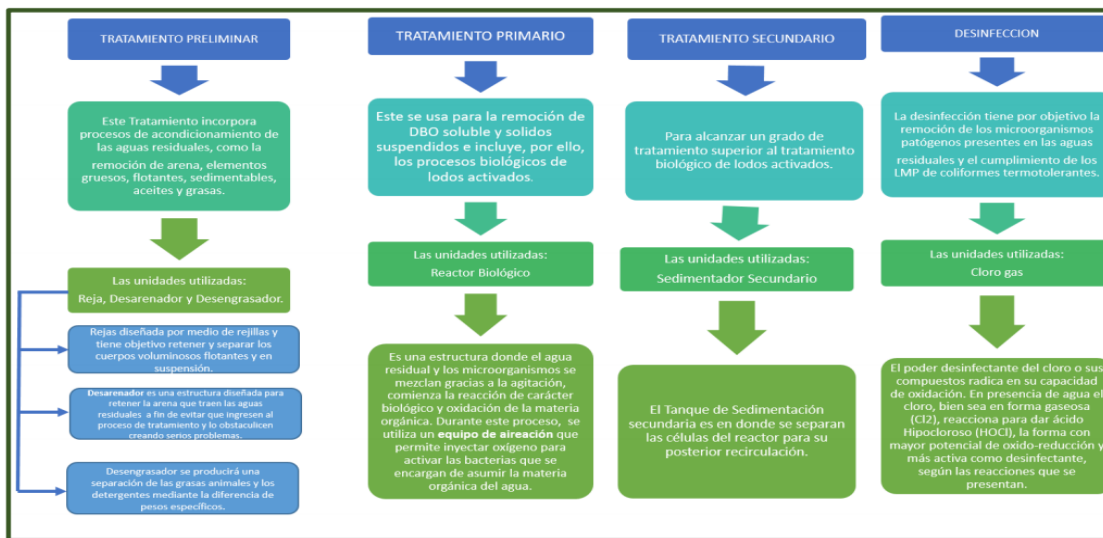 TRATAMIENTO PRELIMINAR
Este Tratamiento incorpora
procesos de acondicionamiento de
las aguas residuales, como la
remoción de arena, elementos
gruesos, flotantes, sedimentables,
aceites y grasas.
Las unidades utilizadas:
Reja, Desarenador y Desengrasador.
Rejas diseñada por medio de rejillas y
tiene objetivo retener y separar los
cuerpos voluminosos flotantes y en
suspensión.
Desarenador es una estructura diseñada para
retener la arena que traen las aguas
residuales a fin de evitar que ingresen al
proceso de tratamiento y lo obstaculicen
creando serios problemas.
Desengrasador se producirá una
separación de las grasas animales y los
detergentes mediante la diferencia de
pesos específicos.
TRATAMIENTO PRIMARIO
Este se usa para la remoción de
DBO soluble y solidos
suspendidos e incluye, por ello,
los procesos biológicos de
lodos activados.
Las unidades utilizadas:
Reactor Biológico
Es una estructura donde el agua
residual y los microorganismos se
mezclan gracias a la agitación,
comienza la reacción de carácter
biológico y oxidación de la materia
orgánica. Durante este proceso, se
utiliza un equipo de aireación que
permite inyectar oxígeno para
activar las bacterias que se
encargan de asumir la materia
orgánica del agua.
TRATAMIENTO SECUNDARIO
Para alcanzar un grado de
tratamiento superior al tratamiento
biológico de lodos activados.
Las unidades utilizadas:
Sedimentador Secundario
El Tanque de Sedimentación
secundaria es en donde se separan
las células del reactor para su
posterior recirculación.
DESINFECCION
La desinfección tiene por objetivo la
remoción de los microorganismos
patógenos presentes en las aguas
residuales y el cumplimiento de los
LMP de coliformes termotolerantes.
Las unidades utilizadas:
Cloro gas
El poder desinfectante del cloro o sus
compuestos radica en su capacidad
de oxidación. En presencia de agua el
cloro, bien sea en forma gaseosa
(Cl2), reacciona para dar ácido
Hipocloroso (HOCl), la forma con
mayor potencial de oxido-reducción y
más activa como desinfectante,
según las reacciones que se
presentan.